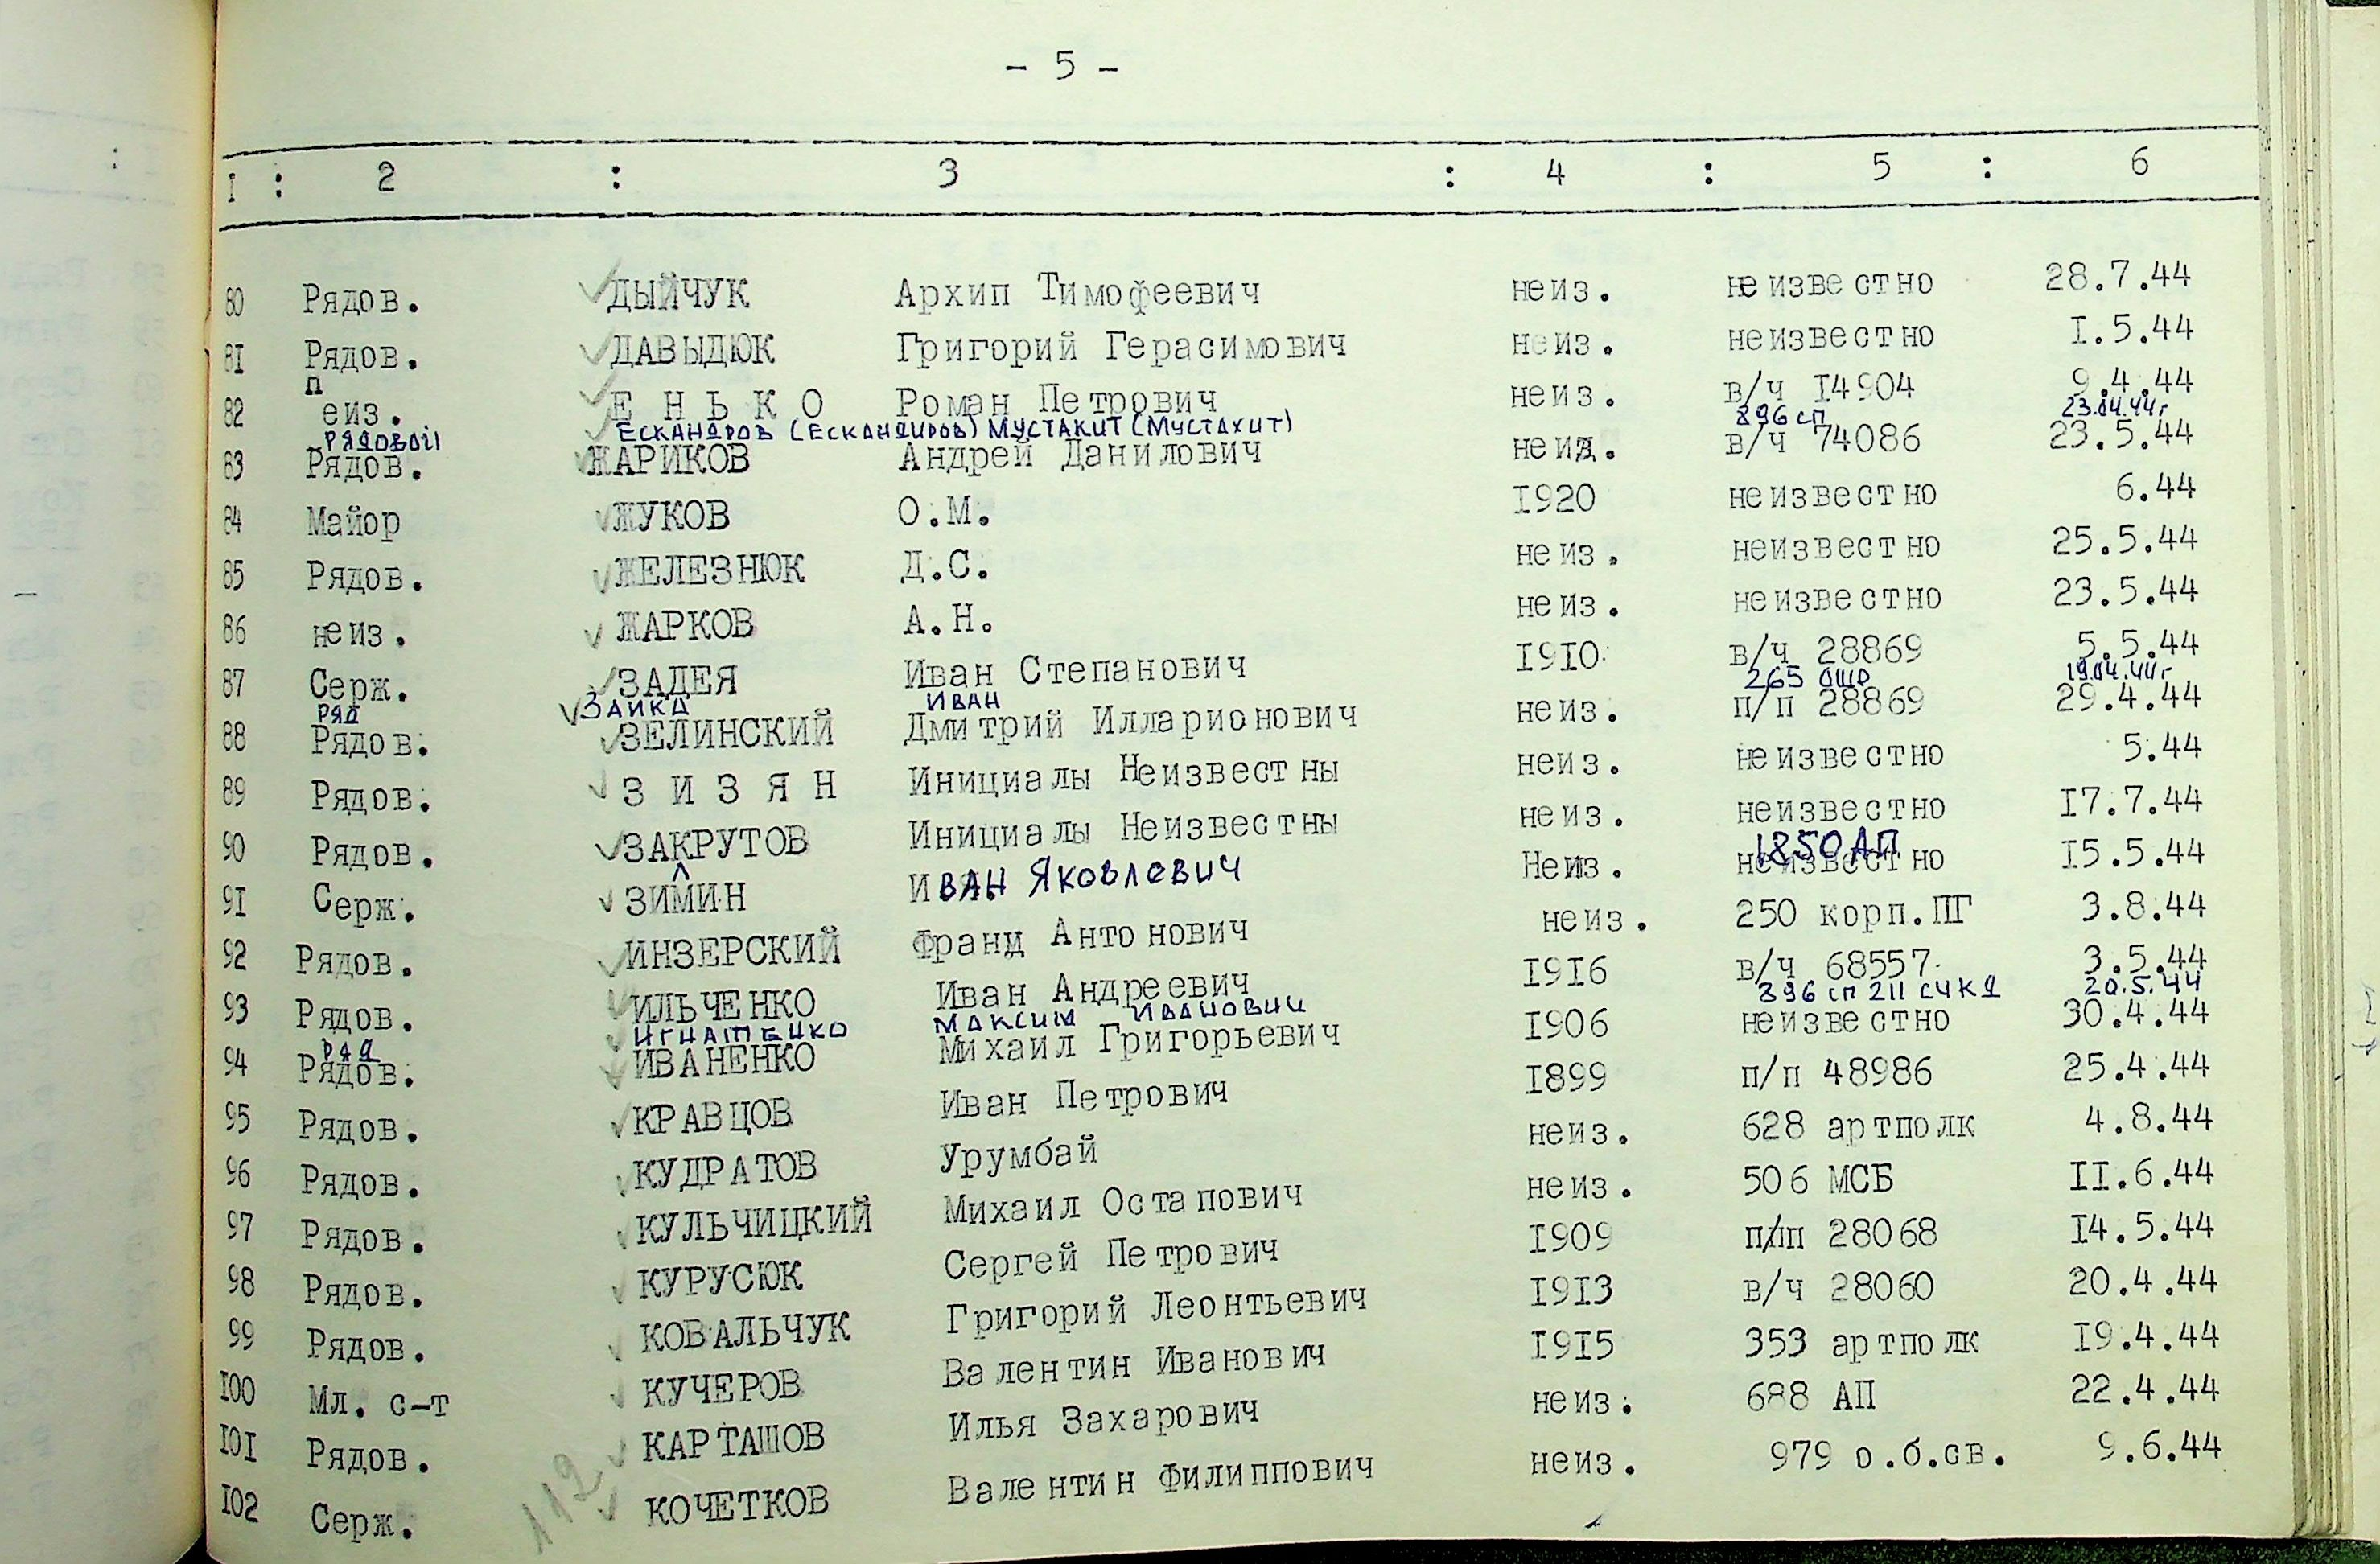 - 5 -
I : 2 : 3 : 4 : 5 : 6
80 Рядов. ДЫЙЧУК Архип Тимофеевич неиз. неизвестно 28.7.44
81 Рядов. ДАВЫДЮК Григорий Герасимович неиз. неизвестно I.5.44
82 неиз. Е Н Ь К О Роман Петрович неиз. в/ч I4904 9.4.44
РЯДОВОЙ ЕСКАНДРОВ (ЕСКАНДИРОВ) МУСТАКИТ (МУСТАХИТ) 896 сп 23.04.44г
83 Рядов. ЖАРИКОВ Андрей Данилович неиз. в/ч 74086 23.5.44
84 Майор ЖУКОВ О.М. I920 неизвестно 6.44
85 Рядов. ЖЕЛЕЗНЮК Д.С. неиз. неизвестно 25.5.44
86 неиз. ЖАРКОВ А.Н. неиз. неизвестно 23.5.44
87 Серж. ЗАДЕЯ Иван Степанович I9I0 в/ч 28869 5.5.44
РЯД ЗАИКА ИВАН 265 ОШР 19.04.44г
88 Рядов. ЗЕЛИНСКИЙ Дмитрий Илларионович неиз. п/п 28869 29.4.44
89 Рядов. З И З Я Н Инициалы Неизвестны неиз. неизвестно 5.44
90 Рядов. ЗАКРУТОВ Инициалы Неизвестны неиз. неизвестно I7.7.44
91 Серж. ЗИМИН ИВАН ЯКОВЛЕВИЧ Неиз. неизвестно 1850 АП I5.5.44
92 Рядов. ИНЗЕРСКИЙ Франц Антонович неиз. 250 корп.ПГ 3.8.44
93 Рядов. ИЛЬЧЕНКО Иван Андреевич I9I6 в/ч 68557 3.5.44
РЯД ИГНАТЕНКО МАКСИМ ИВАНОВИЧ 896 сп 211 СЧКД 20.5.44
94 Рядов. ИВАНЕНКО Михаил Григорьевич I906 неизвестно 30.4.44
95 Рядов. КРАВЦОВ Иван Петрович I899 п/п 48986 25.4.44
96 Рядов. КУДРАТОВ Урумбай неиз. 628 артполк 4.8.44
97 Рядов. КУЛЬЧИЦКИЙ Михаил Остапович неиз. 506 МСБ II.6.44
98 Рядов. КУРУСЮК Сергей Петрович I909 п/п 28068 I4.5.44
99 Рядов. КОВАЛЬЧУК Григорий Леонтьевич I9I3 в/ч 28060 20.4.44
I00 Мл. с-т КУЧЕРОВ Валентин Иванович I9I5 353 артполк I9.4.44
I0I Рядов. КАРТАШОВ Илья Захарович неиз. 688 АП 22.4.44
I02 Серж. КОЧЕТКОВ Валентин Филиппович неиз. 979 о.б.св. 9.6.44
112